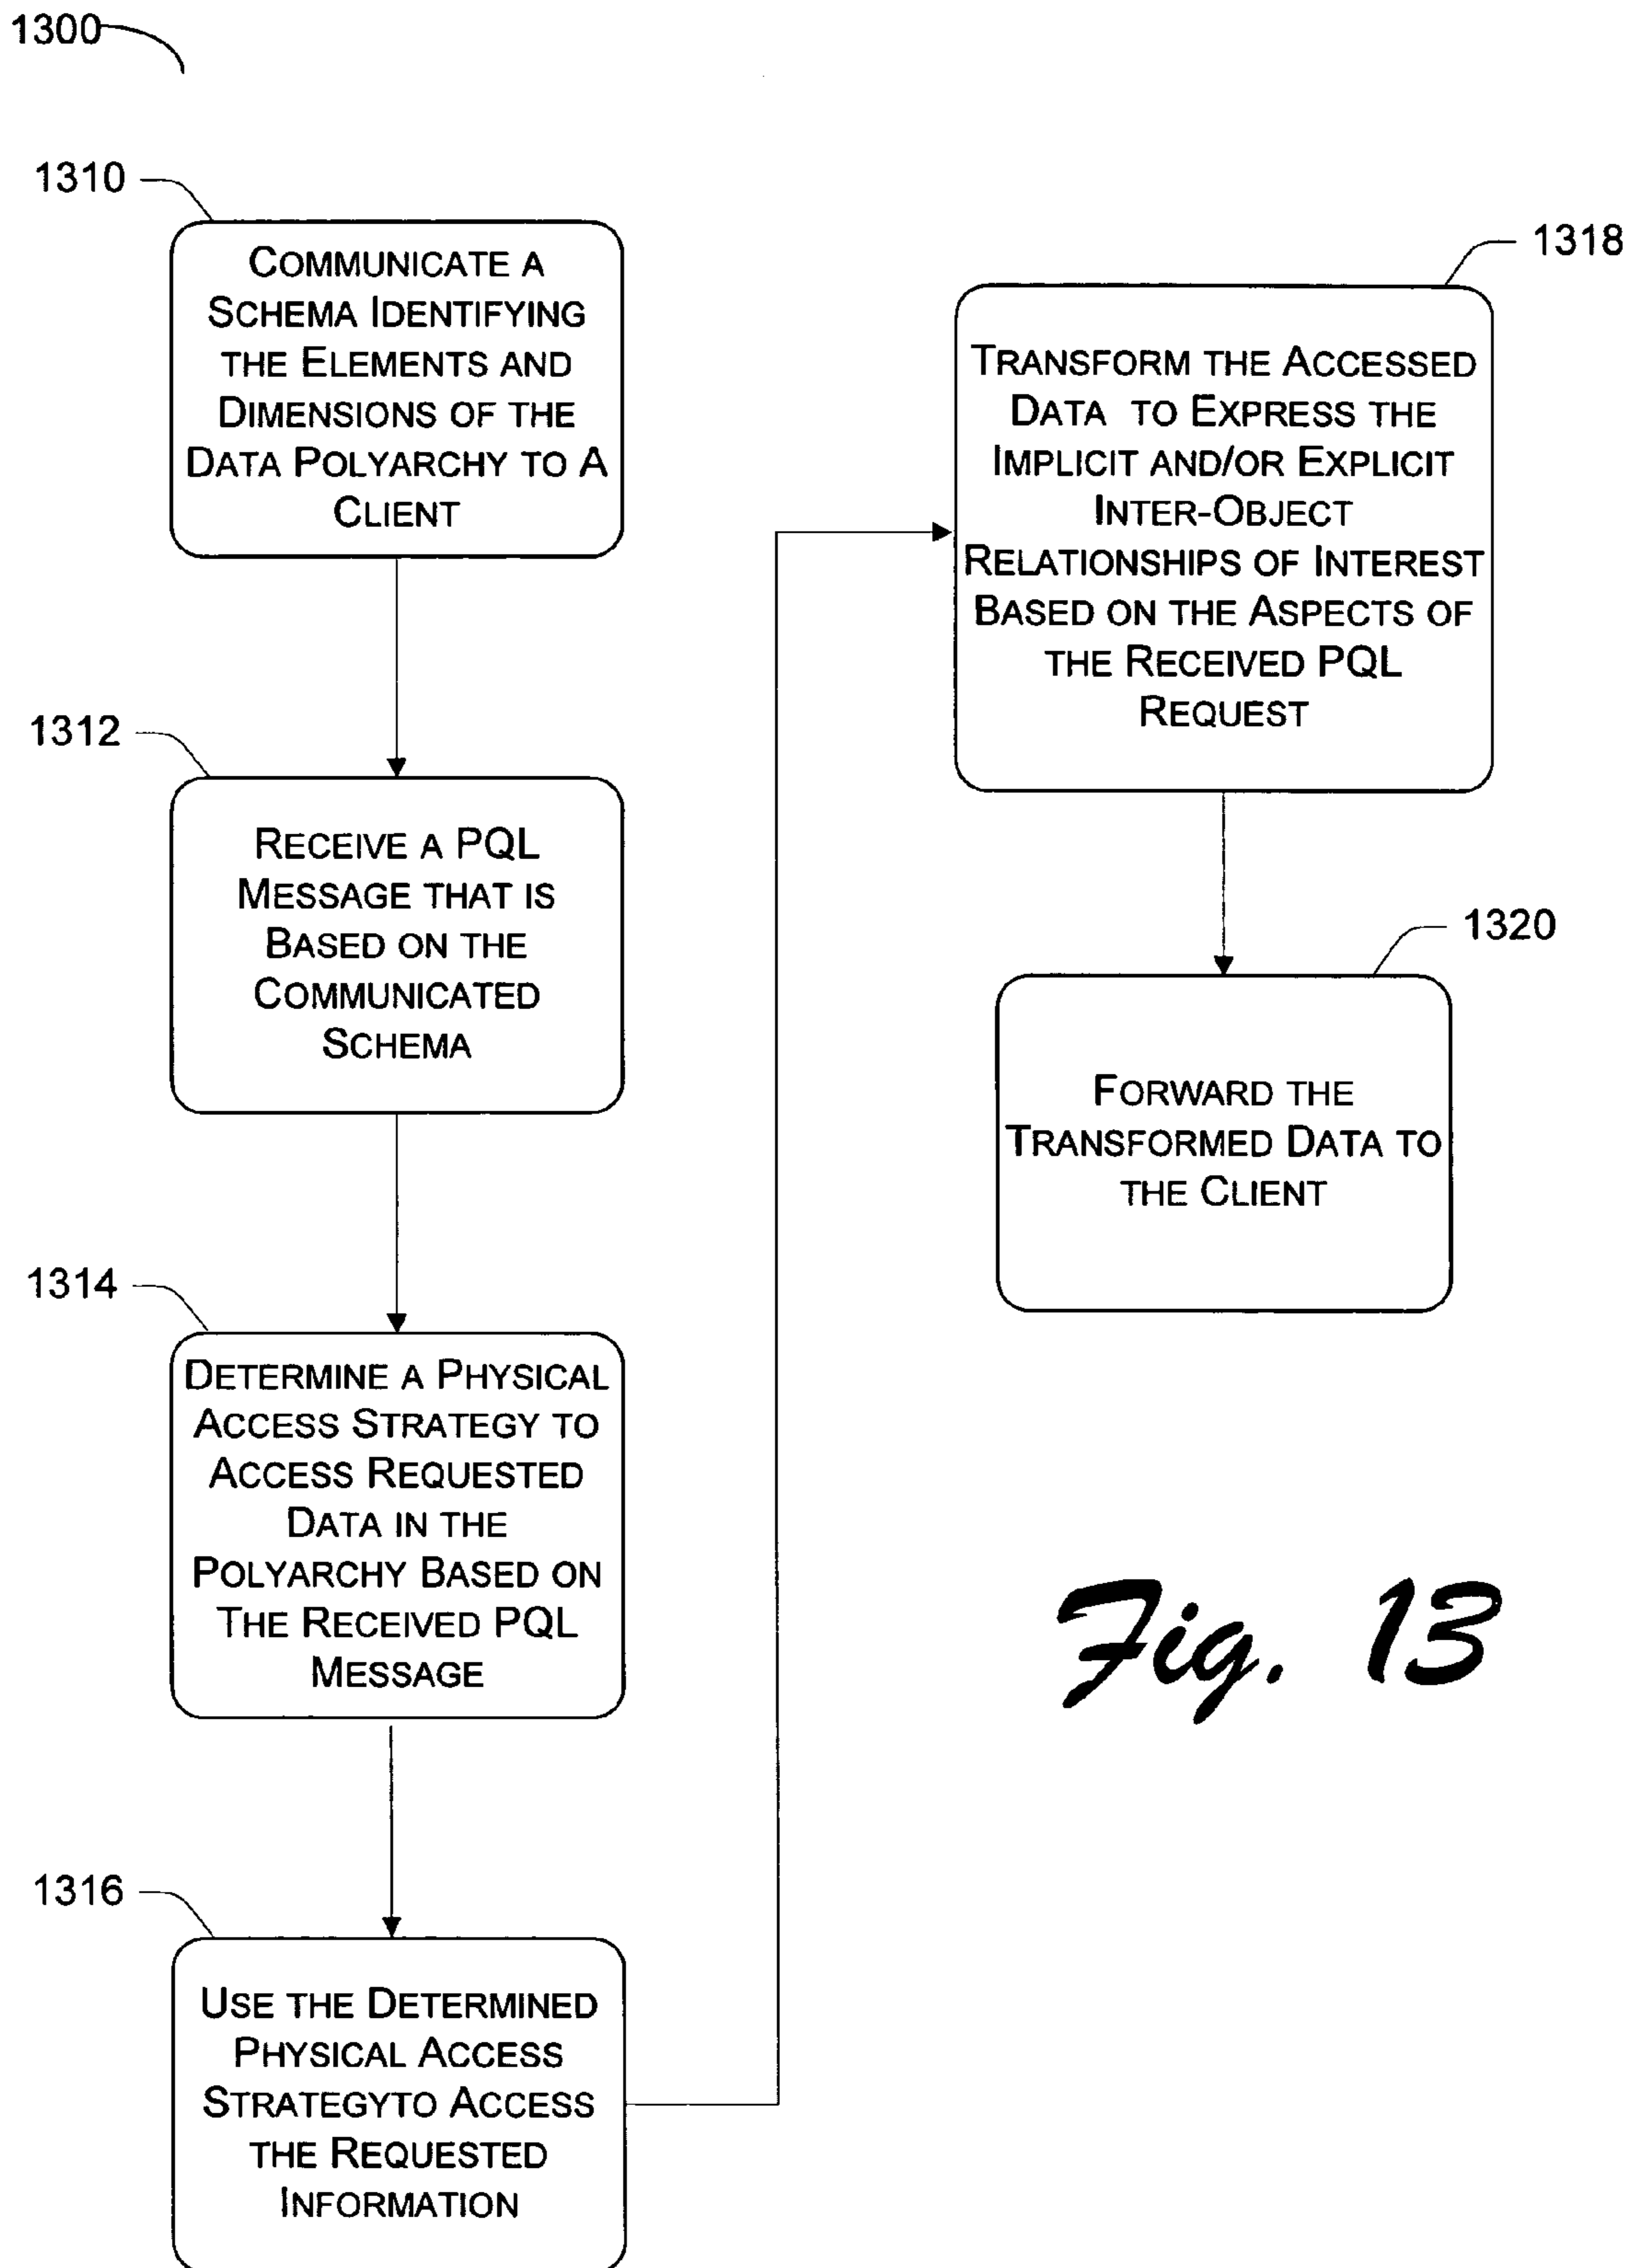 1300
1310
COMMUNICATE A
SCHEMA IDENTIFYING
THE ELEMENTS AND
DIMENSIONS OF THE
DATA POLYARCHY TO A
CLIENT
1312
RECEIVE A PQL
MESSAGE THAT IS
BASED ON THE
COMMUNICATED
SCHEMA
1314
DETERMINE A PHYSICAL
ACCESS STRATEGY TO
ACCESS REQUESTED
DATA IN THE
POLYARCHY BASED ON
THE RECEIVED PQL
MESSAGE
1316
USE THE DETERMINED
PHYSICAL ACCESS
STRATEGYTO ACCESS
THE REQUESTED
INFORMATION
1318
TRANSFORM THE ACCESSED
DATA TO EXPRESS THE
IMPLICIT AND/OR EXPLICIT
INTER-OBJECT
RELATIONSHIPS OF INTEREST
BASED ON THE ASPECTS OF
THE RECEIVED PQL
REQUEST
1320
FORWARD THE
TRANSFORMED DATA TO
THE CLIENT
Fig. 13